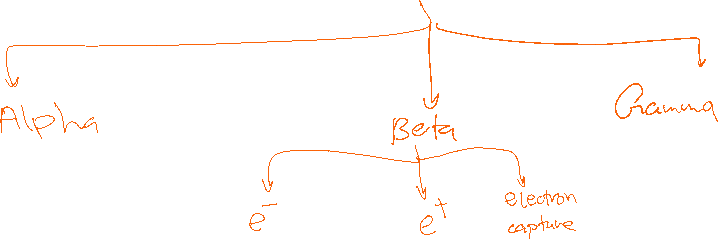 Alpha
Beta
Gamma
e⁻
e⁺
electron
capture